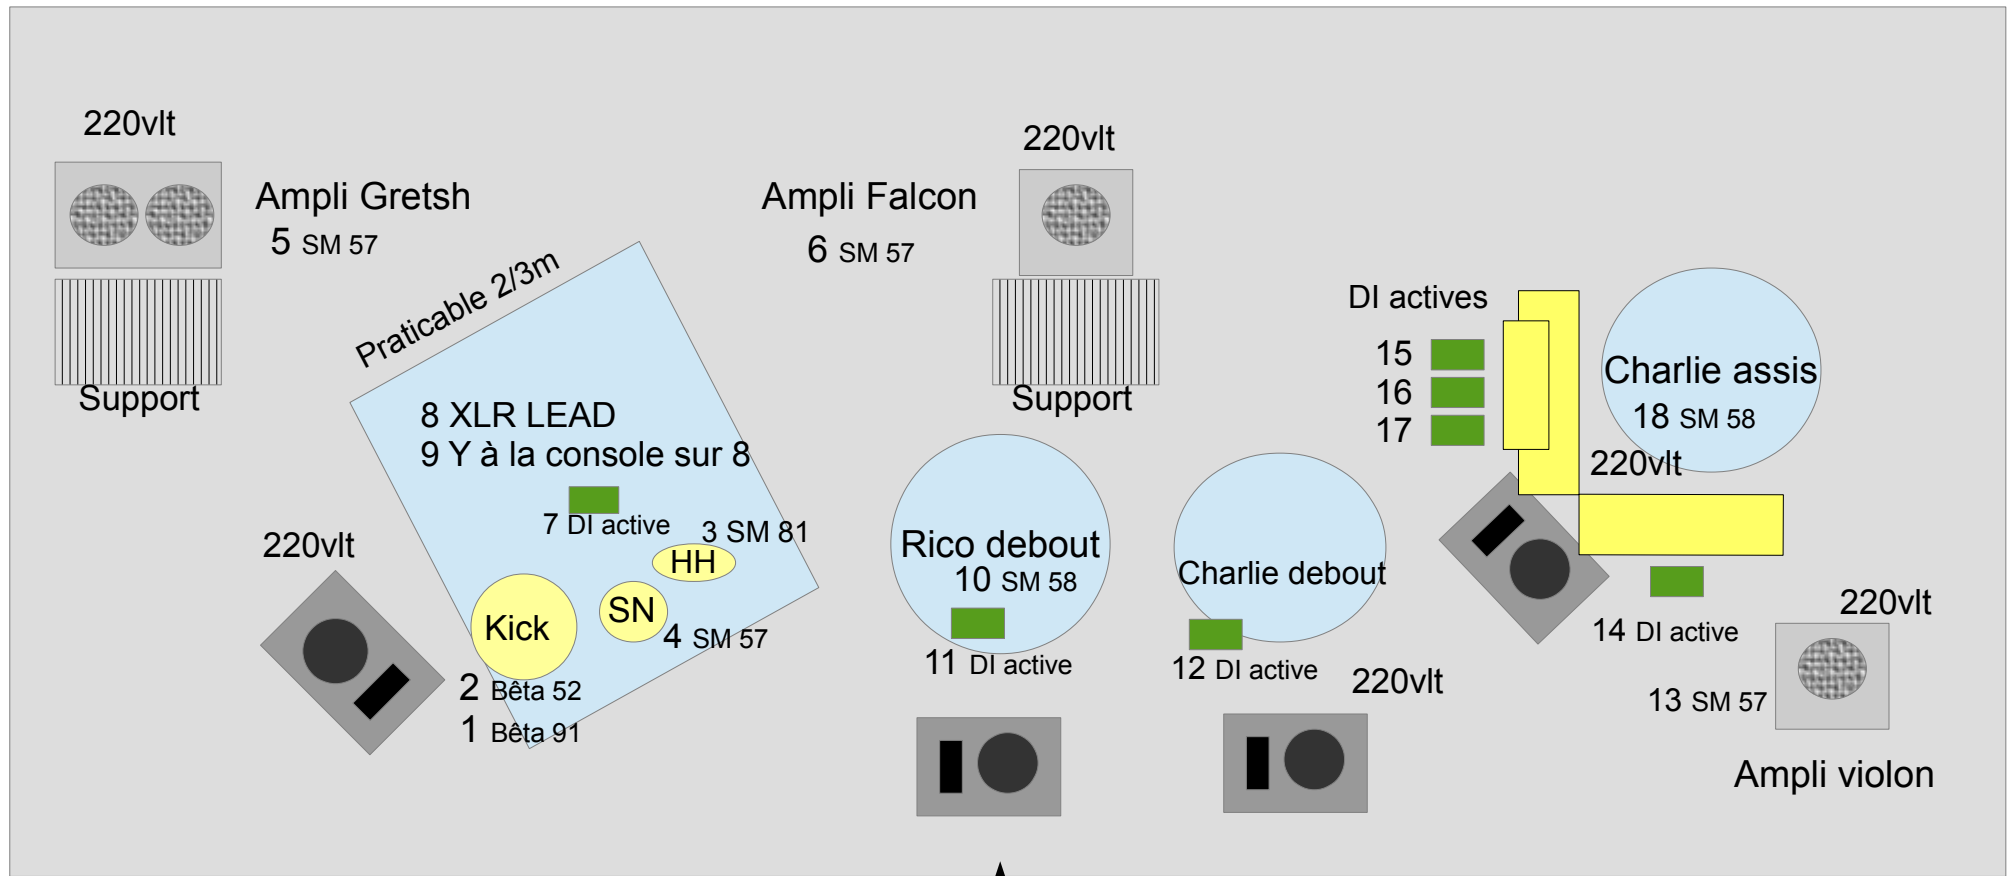 220vlt
Ampli Gretsh
5 SM 57
Support
Praticable 2/3m
8 XLR LEAD
9 Y à la console sur 8
7 DI active
3 SM 81
HH
SN
4 SM 57
Kick
2 Bêta 52
1 Bêta 91
220vlt
220vlt
Ampli Falcon
6 SM 57
Support
Rico debout
10 SM 58
11 DI active
Charlie debout
12 DI active
220vlt
DI actives
15
16
17
Charlie assis
18 SM 58
220vlt
14 DI active
220vlt
13 SM 57
Ampli violon